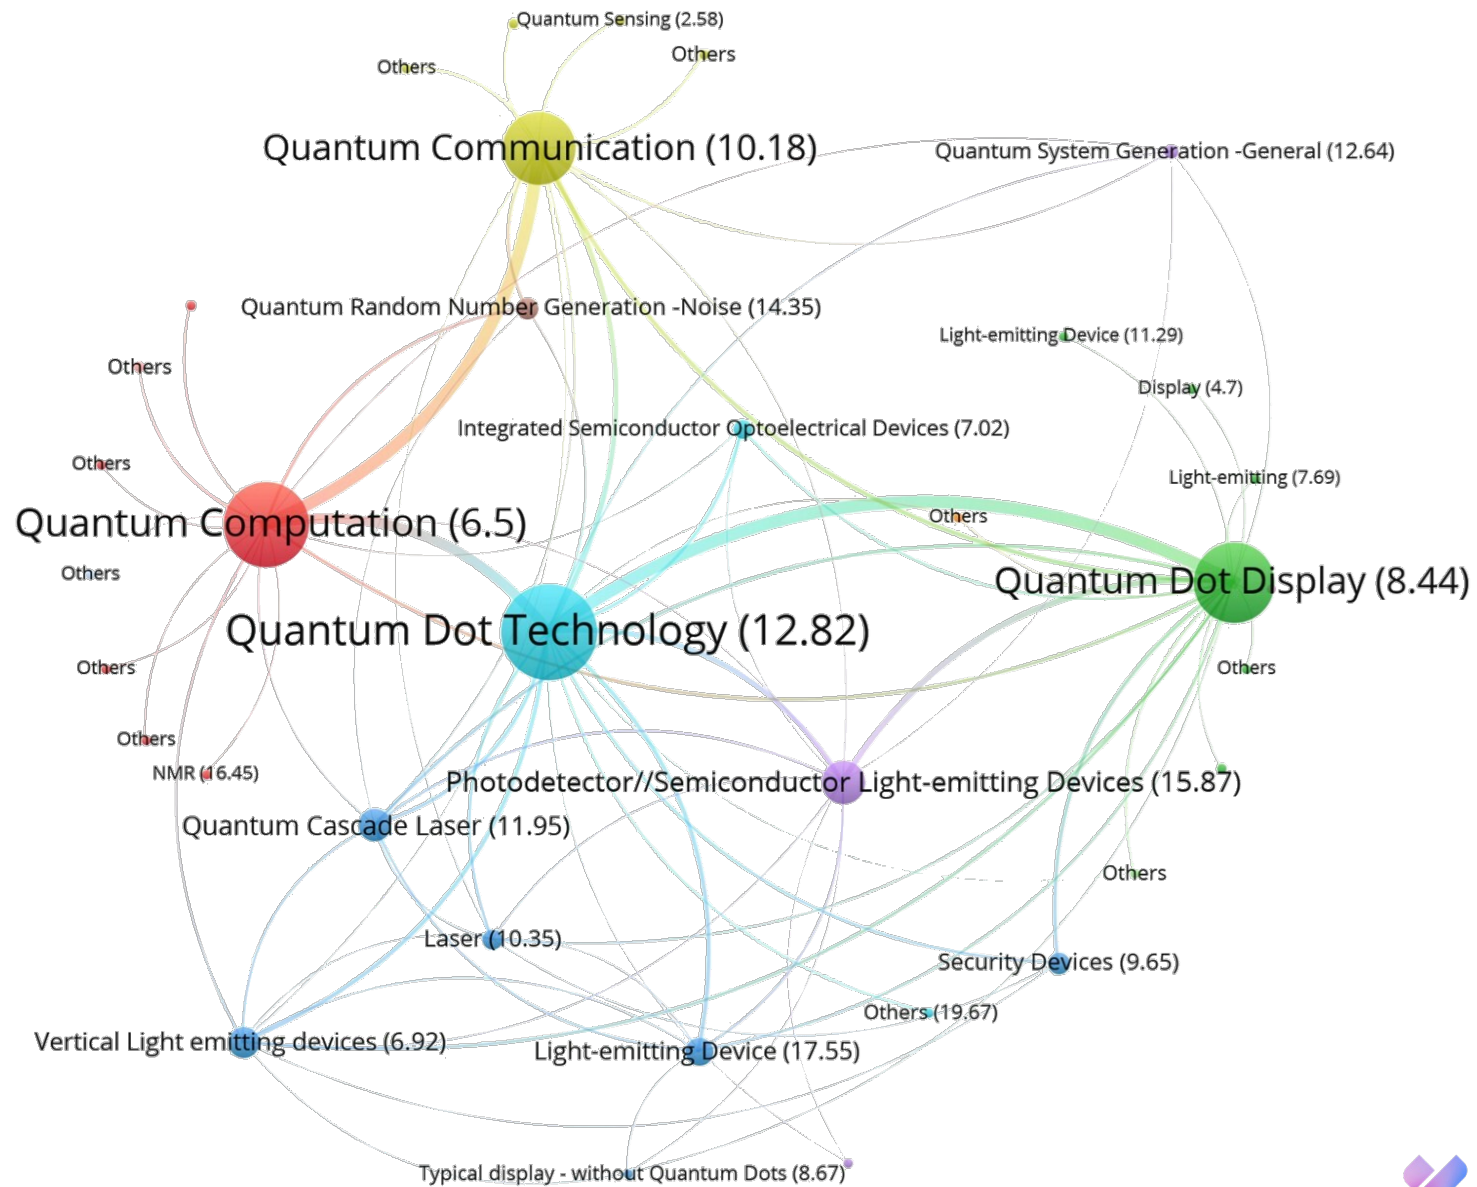 Quantum Sensing (2.58)
Others
Others
Quantum Communication (10.18)
Quantum System Generation -General (12.64)
Quantum Random Number Generation -Noise (14.35)
Light-emitting Device (11.29)
Others
Display (4.7)
Integrated Semiconductor Optoelectrical Devices (7.02)
Others
Light-emitting (7.69)
Others
Quantum Computation (6.5)
Others
Quantum Dot Display (8.44)
Quantum Dot Technology (12.82)
Others
Others
Others
NMR (16.45)
Photodetector//Semiconductor Light-emitting Devices (15.87)
Quantum Cascade Laser (11.95)
Others
Laser (10.35)
Security Devices (9.65)
Others (19.67)
Vertical Light emitting devices (6.92)
Light-emitting Device (17.55)
Typical display - without Quantum Dots (8.67)